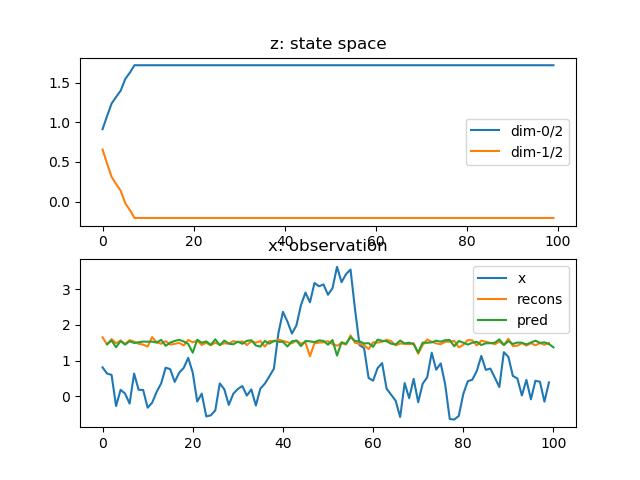 z: state space
1.5
1.0
0.5
0.0
dim-0/2
dim-1/2
0 20 40 60 80 100
x: observation
3
2
1
0
x
recons
pred
0 20 40 60 80 100